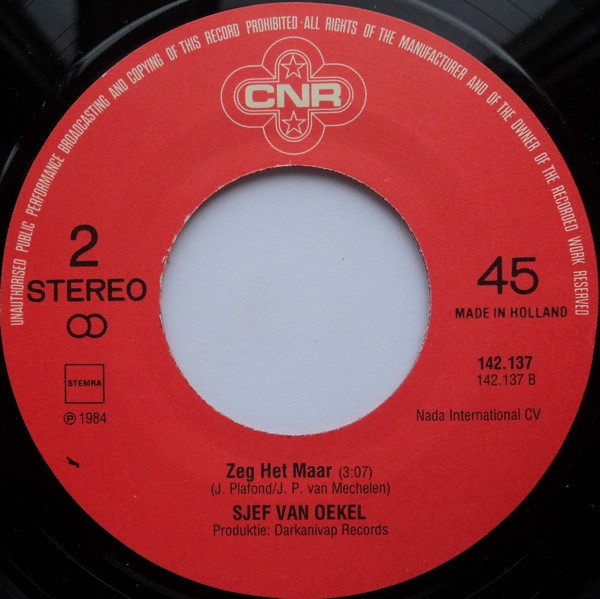 UNAUTHORISED PUBLIC PERFORMANCE BROADCASTING AND COPYING OF THIS RECORD PROHIBITED·ALL RIGHTS OF THE MANUFACTURER AND OF THE OWNER OF THE RECORDED WORK RESERVED
CNR
2
STEREO
45
MADE IN HOLLAND
142.137
142.137 B
STEMRA
℗ 1984
Nada International CV
Zeg Het Maar (3:07)
(J. Plafond/J. P. van Mechelen)
SJEF VAN OEKEL
Produktie: Darkanivap Records